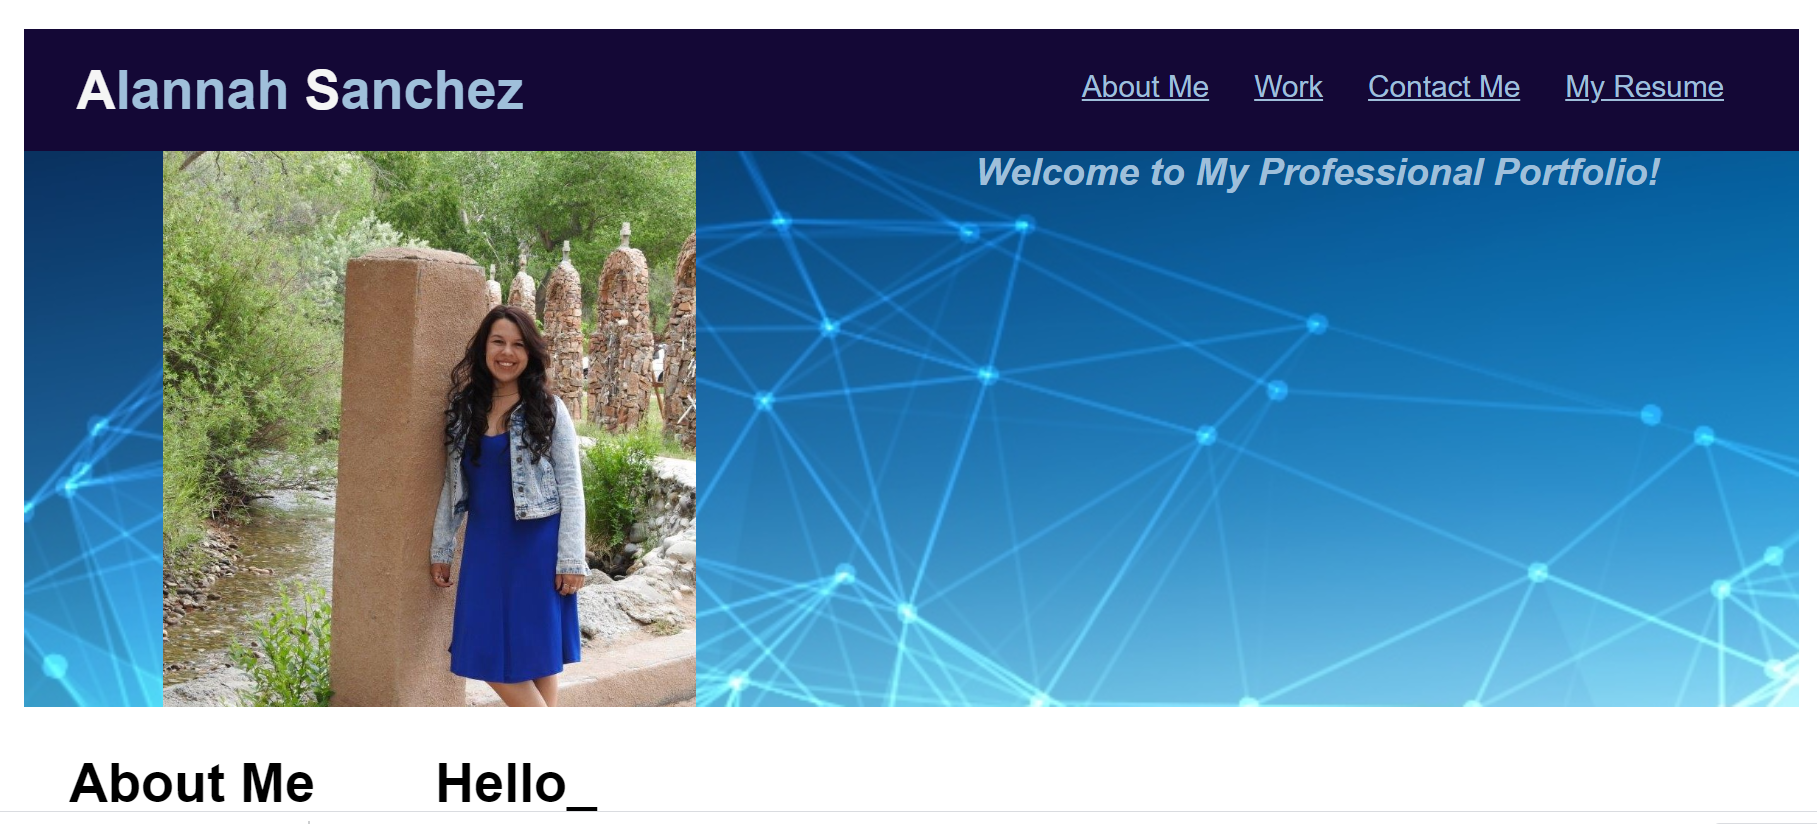 Alannah Sanchez
About Me Work Contact Me My Resume
Welcome to My Professional Portfolio!
About Me
Hello_